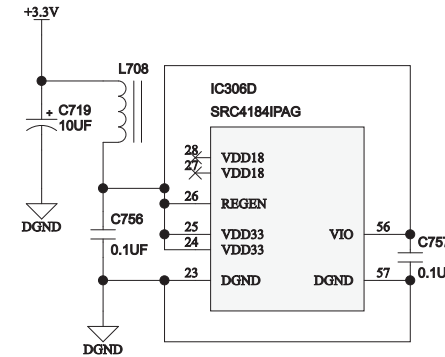 +3.3V
L708
IC306D
SRC4184IPAG
+
C719
10UF
28 VDD18
27 VDD18
26 REGEN
25 VDD33
24 VDD33
23 DGND
VIO 56
DGND 57
C756
0.1UF
C757
0.1U
DGND
DGND